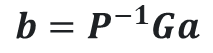 b = P⁻¹Ga